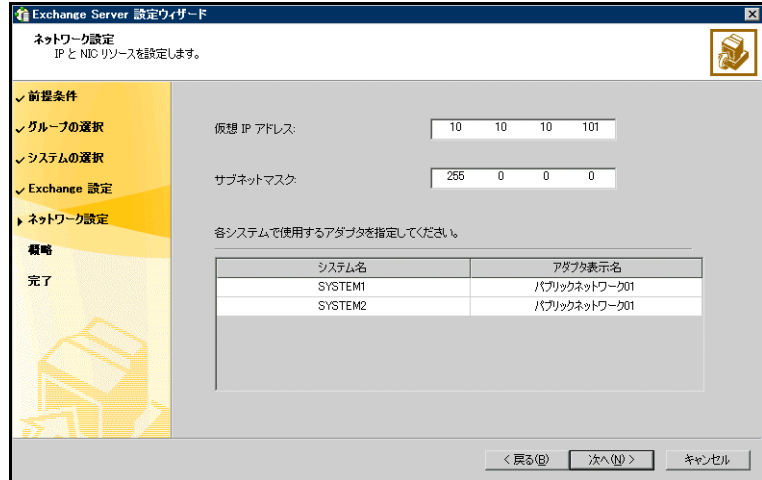 Exchange Server 設定ウィザード
ネットワーク設定
IP と NIC リソースを設定します。
前提条件
グループの選択
システムの選択
Exchange 設定
ネットワーク設定
概略
完了
仮想 IP アドレス:
10 10 10 101
サブネットマスク:
255 0 0 0
各システムで使用するアダプタを指定してください。
システム名 アダプタ表示名
SYSTEM1 パブリックネットワーク01
SYSTEM2 パブリックネットワーク01
< 戻る(B) 次へ(N) > キャンセル